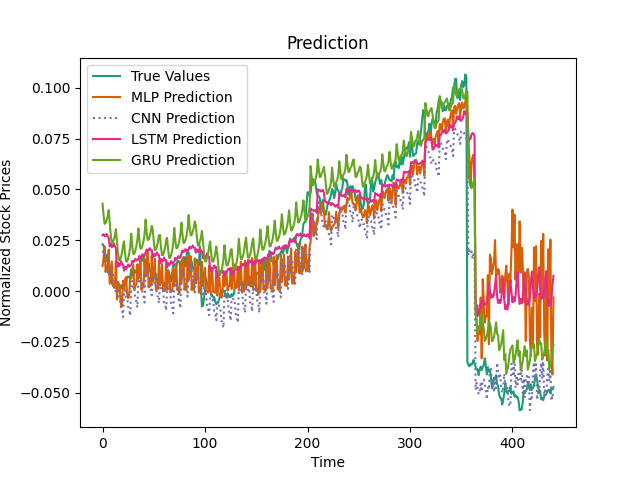 Prediction
Normalized Stock Prices
0.100
0.075
0.050
0.025
0.000
−0.025
−0.050
True Values
MLP Prediction
CNN Prediction
LSTM Prediction
GRU Prediction
0
100
200
300
400
Time